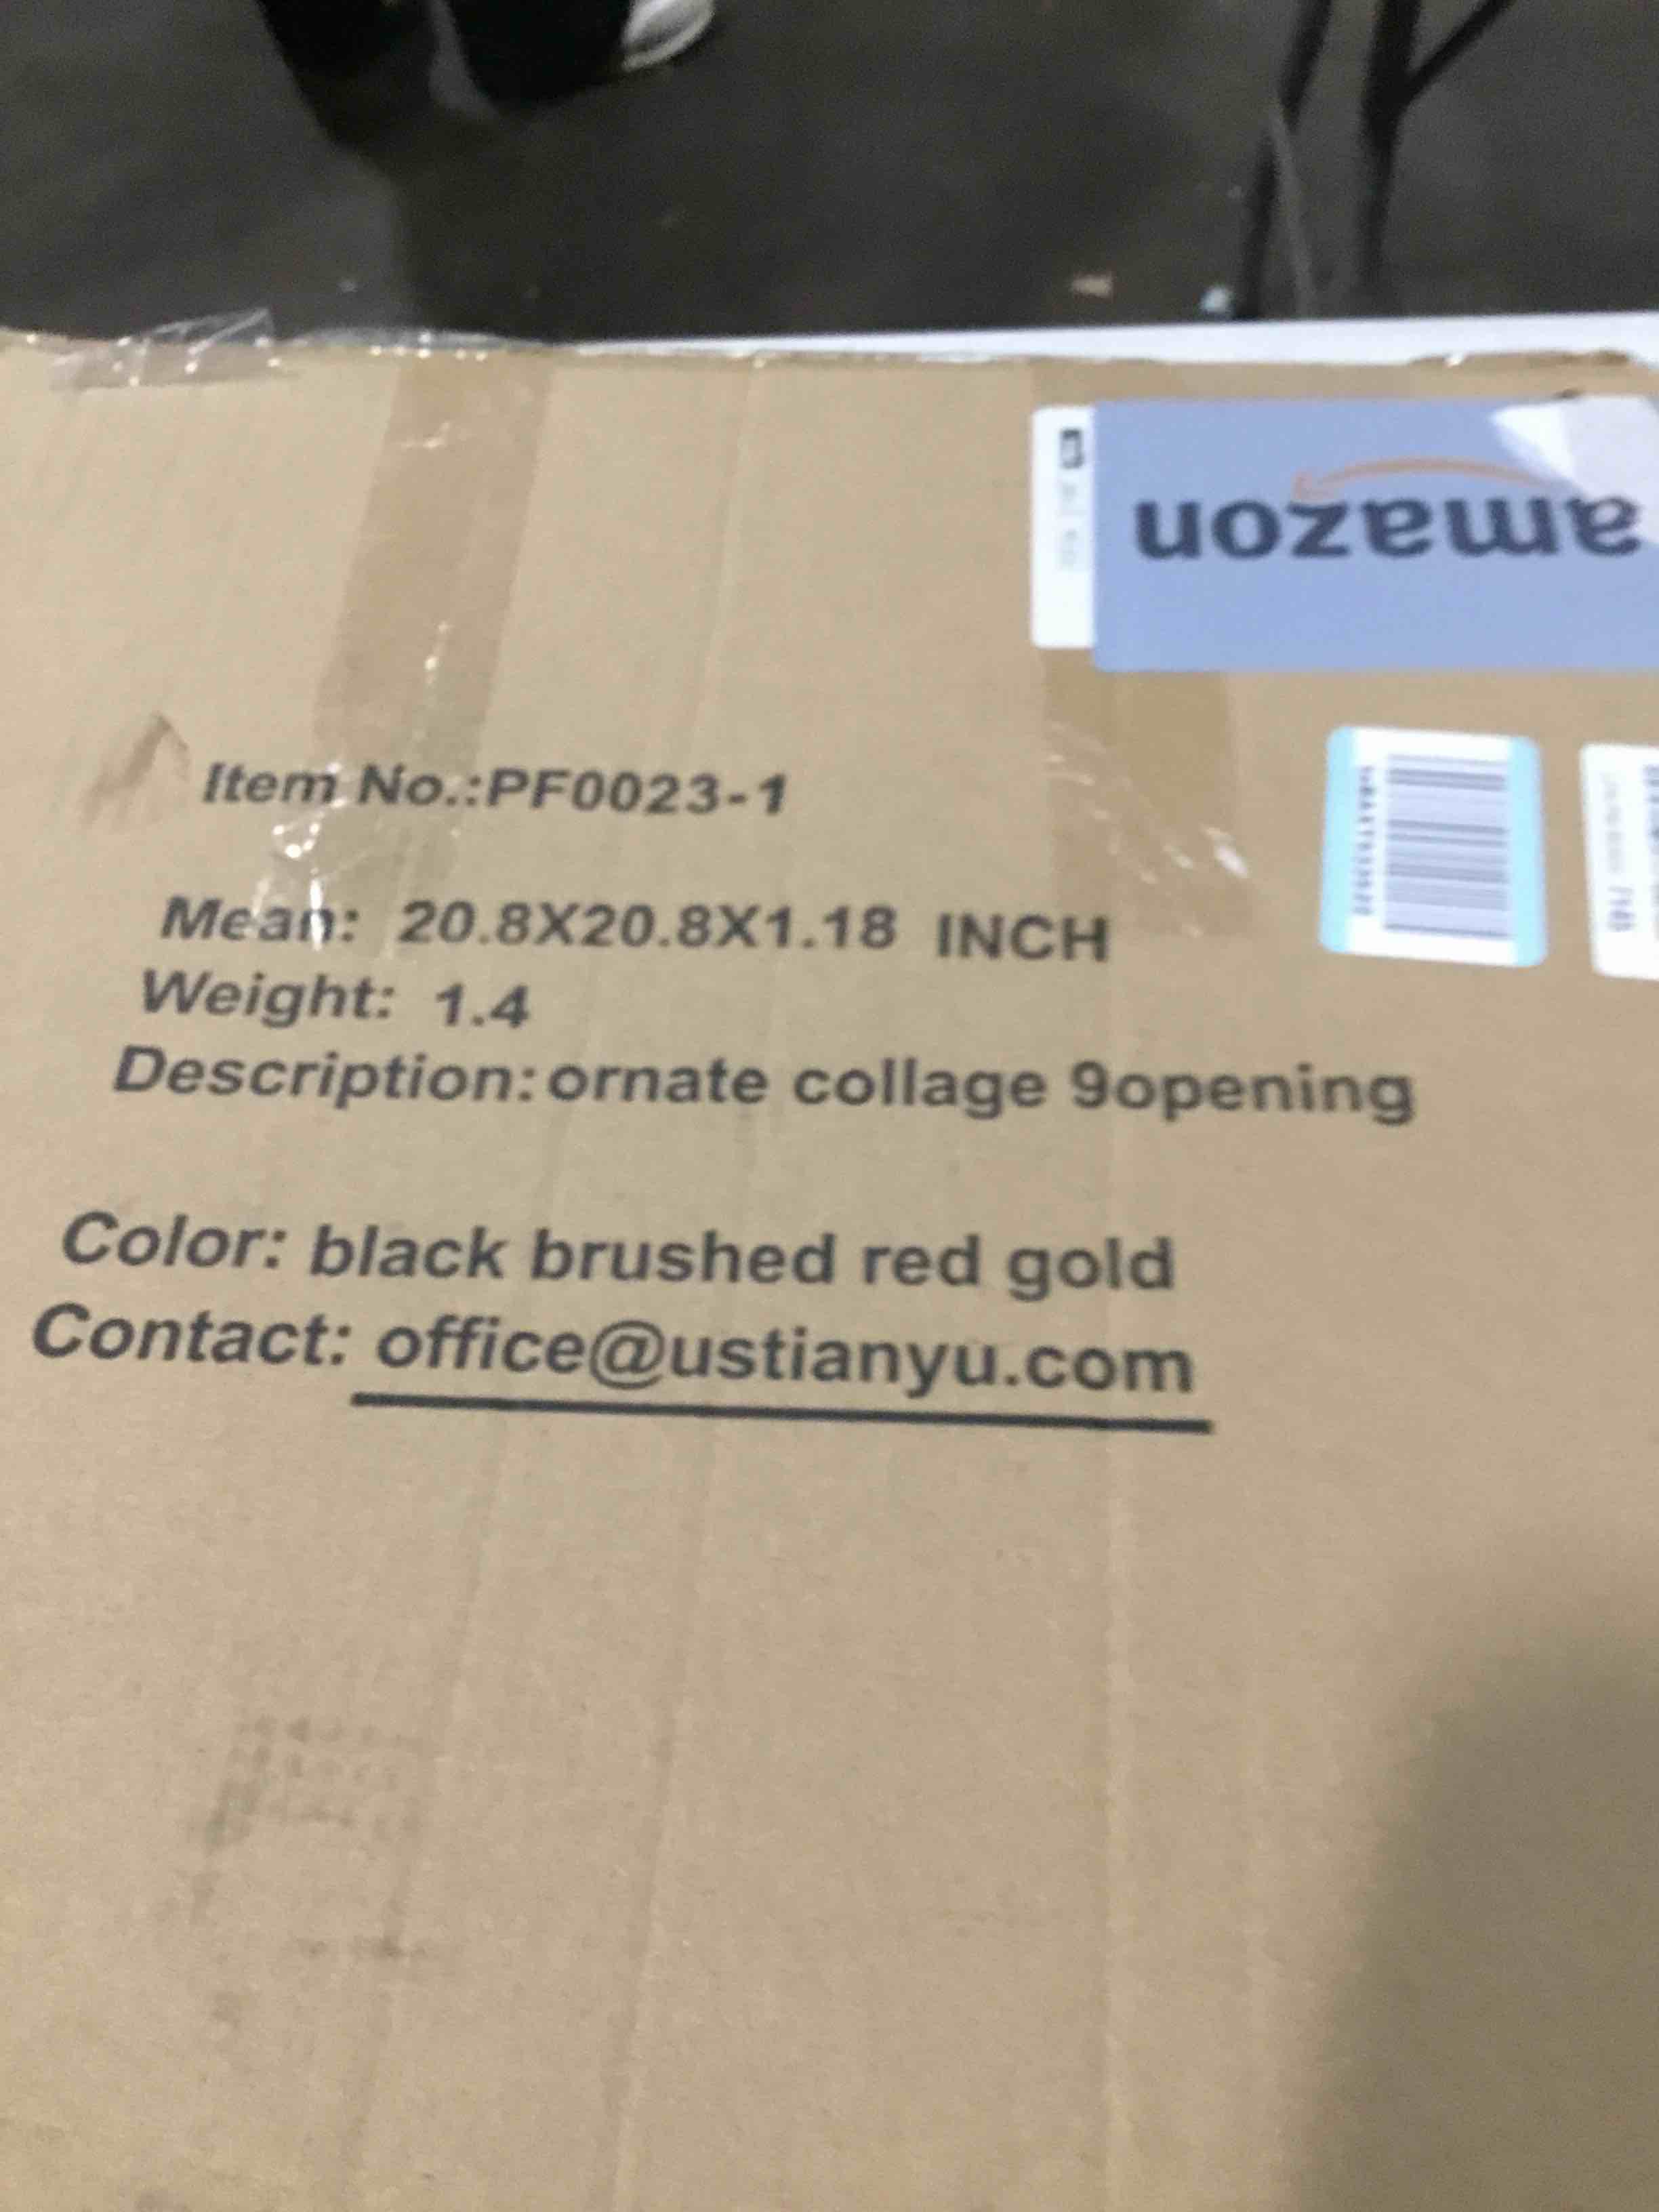 amazon
Item No.:PF0023-1
Mean: 20.8X20.8X1.18 INCH
Weight: 1.4
Description:ornate collage 9opening
Color: black brushed red gold
Contact: office@ustianyu.com